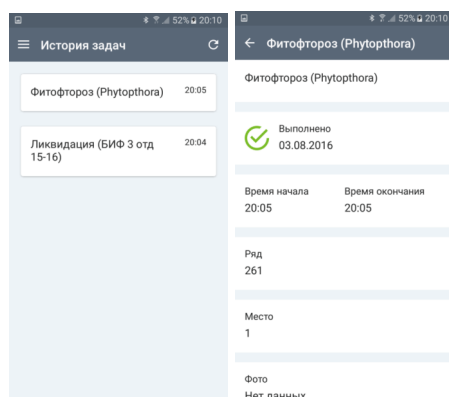 52% 20:10
История задач
Фитофтороз (Phytopthora) 20:05
Ликвидация (БИФ 3 отд 20:04
15-16)
52% 20:10
Фитофтороз (Phytopthora)
Фитофтороз (Phytopthora)
Выполнено
03.08.2016
Время начала Время окончания
20:05 20:05
Ряд
261
Место
1
Фото
Нет данных